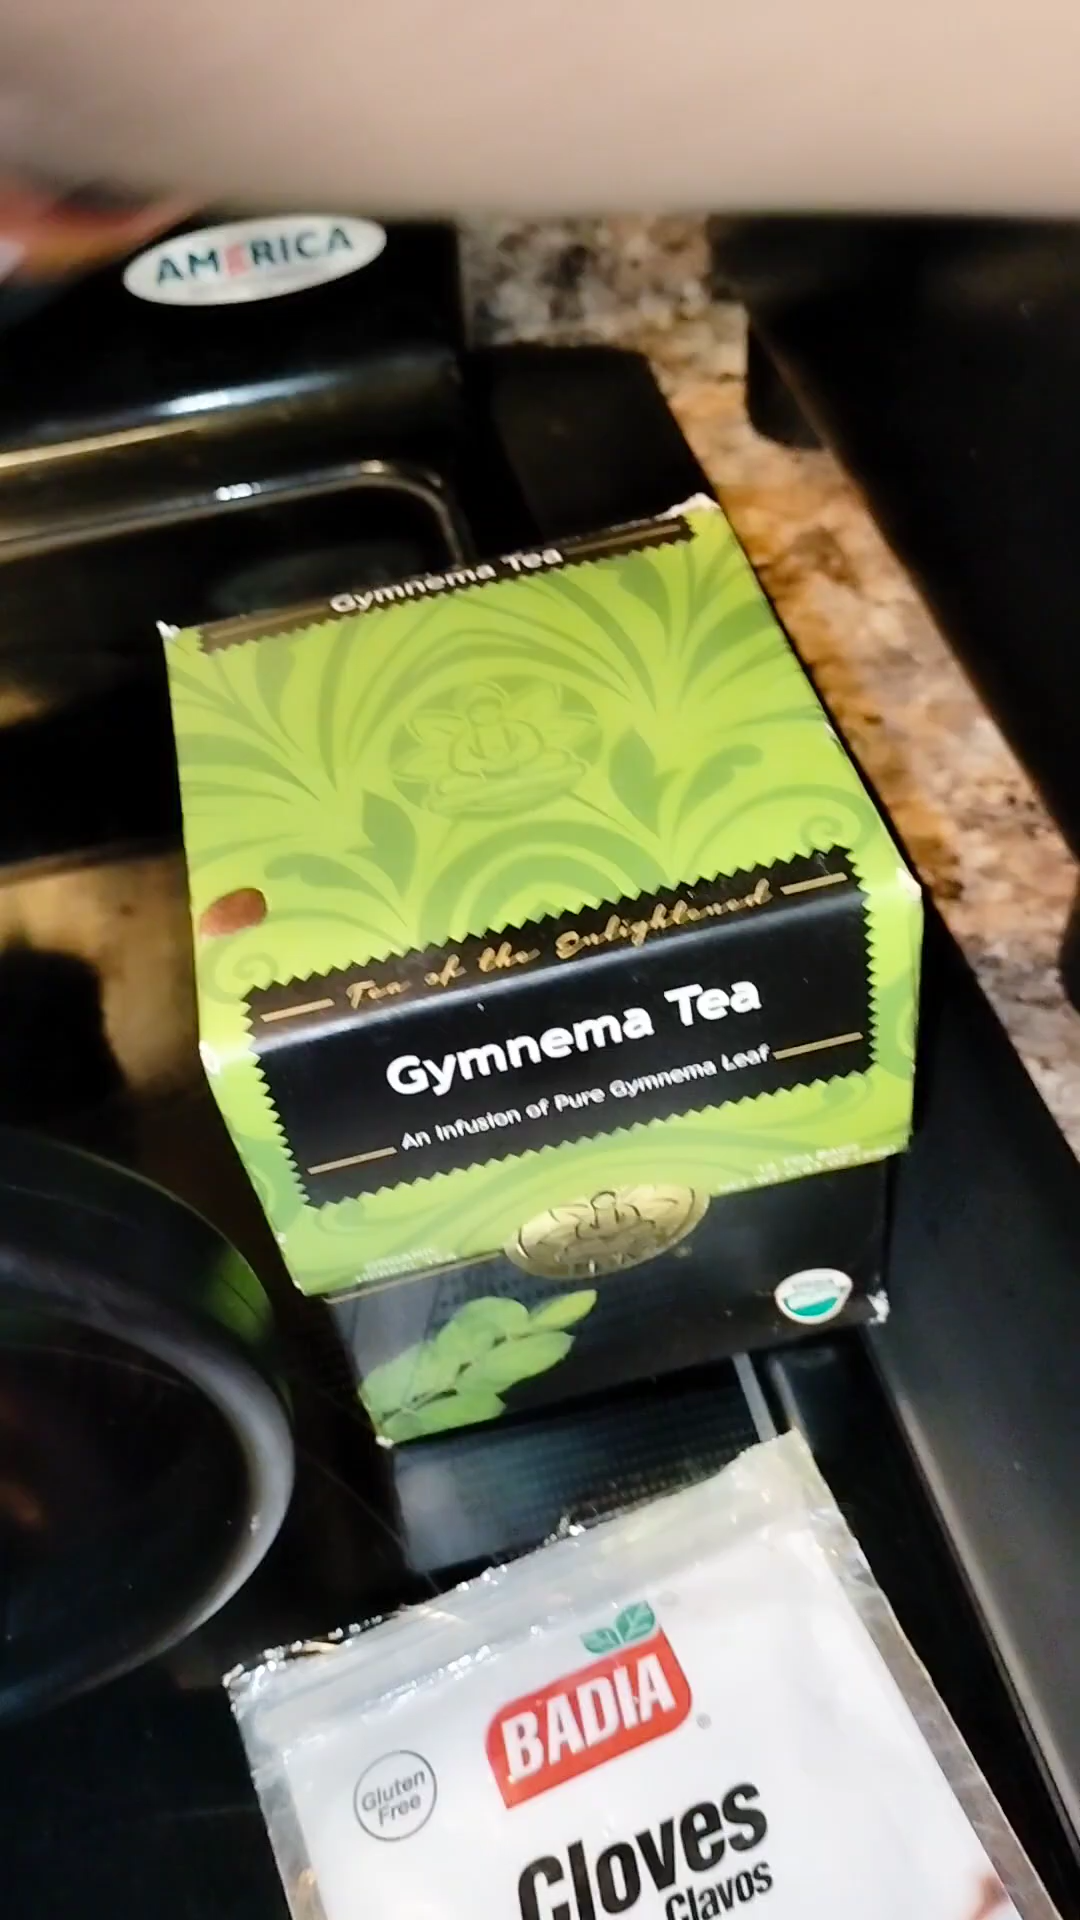 AMERICA
Gymnema Tea
Tea of the Enlightened
Gymnema Tea
An Infusion of Pure Gymnema Leaf
ORGANIC
BADIA
Gluten
Free
Cloves
Clavos